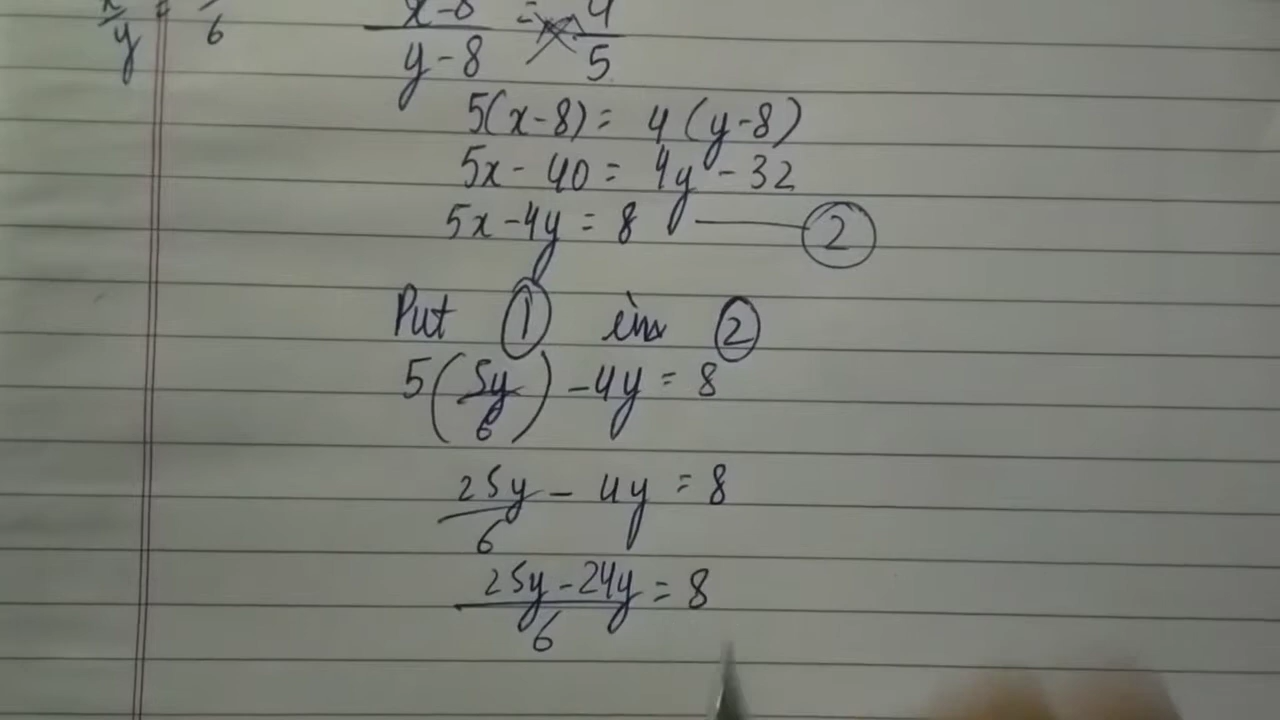 x/y = /6
x-8/y-8 = 4/5
5(x-8) = 4(y-8)
5x - 40 = 4y - 32
5x - 4y = 8 — ②
Put ① in ②
5(5y/6) - 4y = 8
25y/6 - 4y = 8
25y - 24y/6 = 8